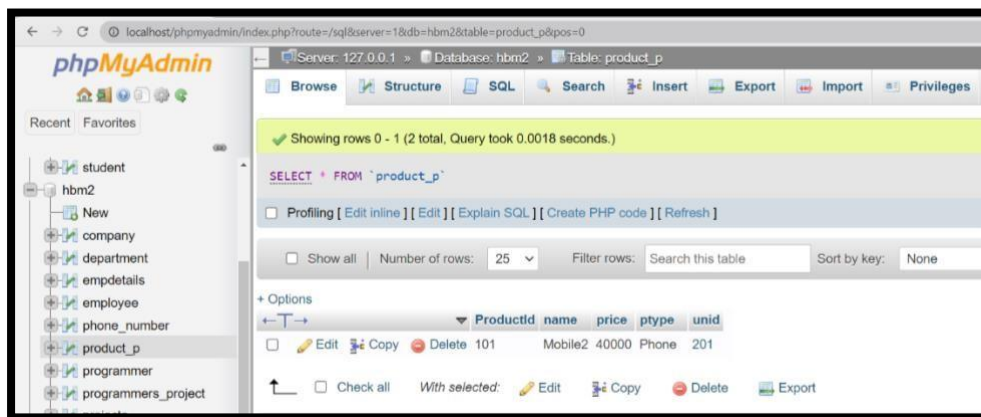 localhost/phpmyadmin/index.php?route=/sql&server=1&db=hbm2&table=product_p&pos=0
phpMyAdmin
Recent Favorites
student
hbm2
New
company
department
empdetails
employee
phone_number
product_p
programmer
programmers_project
Server: 127.0.0.1 » Database: hbm2 » Table: product_p
Browse Structure SQL Search Insert Export Import Privileges
Showing rows 0 - 1 (2 total, Query took 0.0018 seconds.)
SELECT * FROM `product_p`
Profiling [ Edit inline ] [ Edit ] [ Explain SQL ] [ Create PHP code ] [ Refresh ]
Show all | Number of rows: 25 Filter rows: Search this table Sort by key: None
+ Options
←T→ ProductId name price ptype unid
Edit Copy Delete 101 Mobile2 40000 Phone 201
Check all With selected: Edit Copy Delete Export